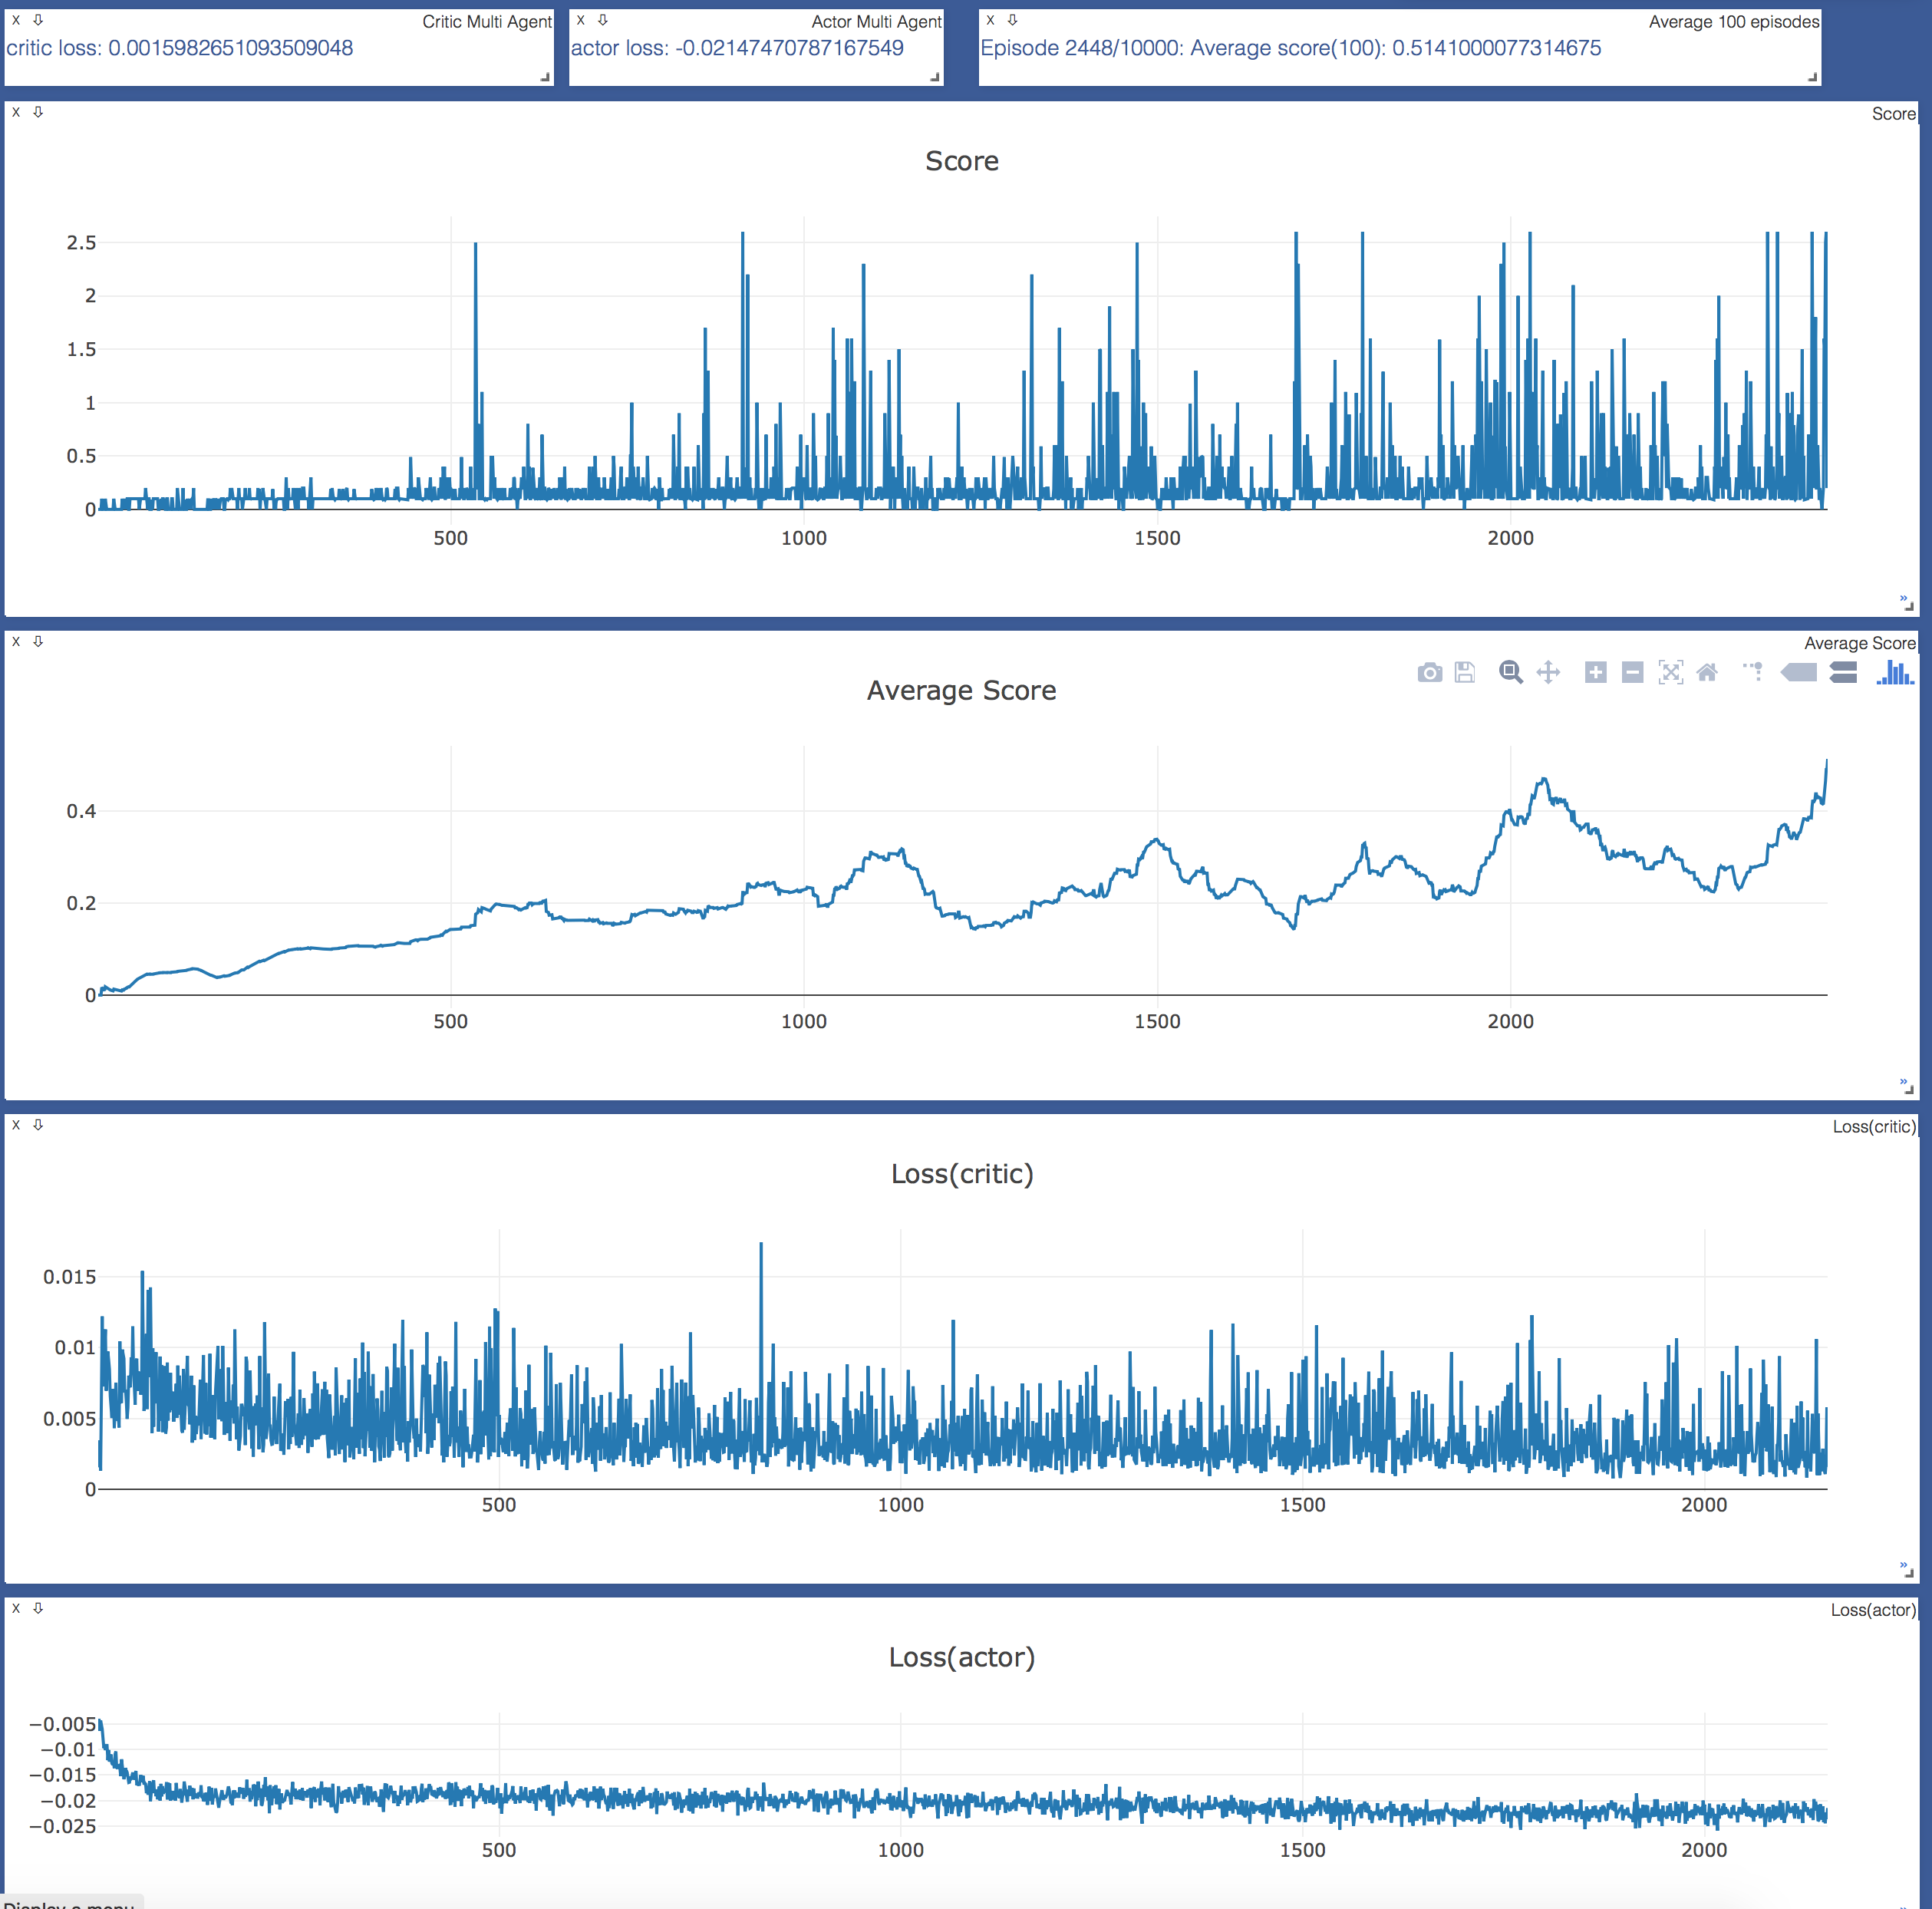 X ⇩ Critic Multi Agent
critic loss: 0.0015982651093509048
X ⇩ Actor Multi Agent
actor loss: -0.02147470787167549
X ⇩ Average 100 episodes
Episode 2448/10000: Average score(100): 0.5141000077314675
X ⇩ Score
Score
2.5
2
1.5
1
0.5
0
500 1000 1500 2000
»
X ⇩ Average Score
Average Score
0.4
0.2
0
500 1000 1500 2000
»
X ⇩ Loss(critic)
Loss(critic)
0.015
0.01
0.005
0
500 1000 1500 2000
»
X ⇩ Loss(actor)
Loss(actor)
−0.005
−0.01
−0.015
−0.02
−0.025
500 1000 1500 2000
Display a menu